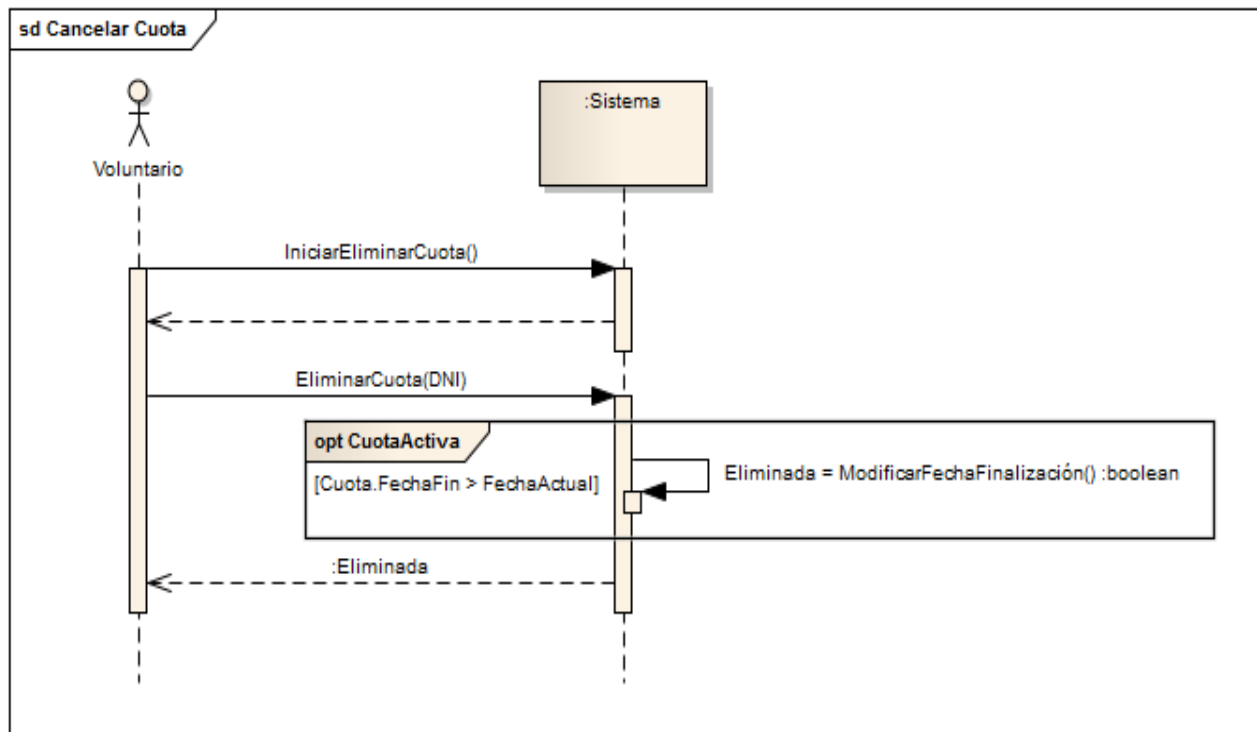 sd Cancelar Cuota
:Sistema
Voluntario
IniciarEliminarCuota()
EliminarCuota(DNI)
opt CuotaActiva
[Cuota.FechaFin > FechaActual]
Eliminada = ModificarFechaFinalización() :boolean
:Eliminada